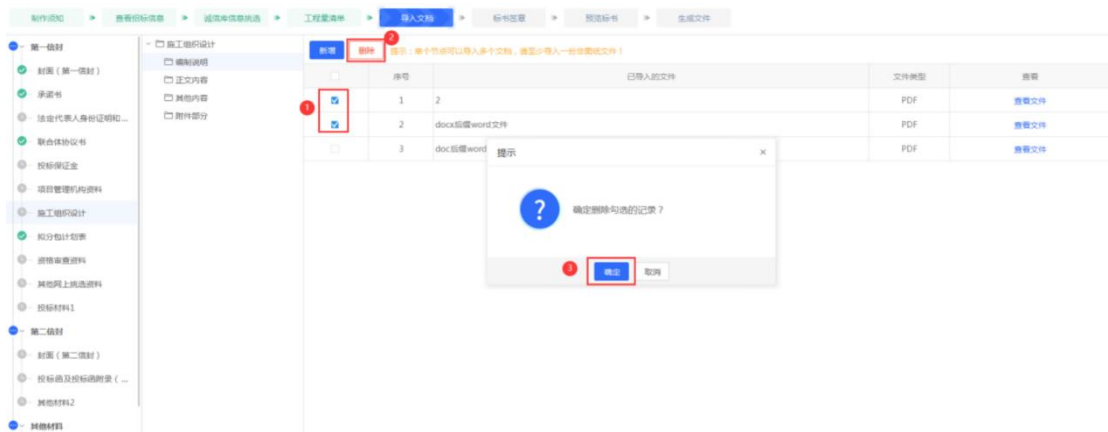 制作须知 » 查看招标信息 » 诚信库信息挑选 » 工程量清单 » 导入文档 » 标书签章 » 预览标书 » 生成文件
第一信封
封面（第一信封）
承诺书
法定代表人身份证明和...
联合体协议书
投标保证金
项目管理机构资料
施工组织设计
拟分包计划表
资格审查资料
其他网上挑选资料
投标材料1
第二信封
封面（第二信封）
投标函及投标函附录（...
其他材料2
其他材料
施工组织设计
编制说明
正文内容
其他内容
附件部分
新增 删除 2 提示：单个节点可以导入多个文档，请至少导入一份
序号 已导入的文件 文件类型 查看
1
1 2 PDF 查看文件
2 docx后缀word文件 PDF 查看文件
3 doc后缀word PDF 查看文件
提示 ×
? 确定删除勾选的记录？
3 确定 取消